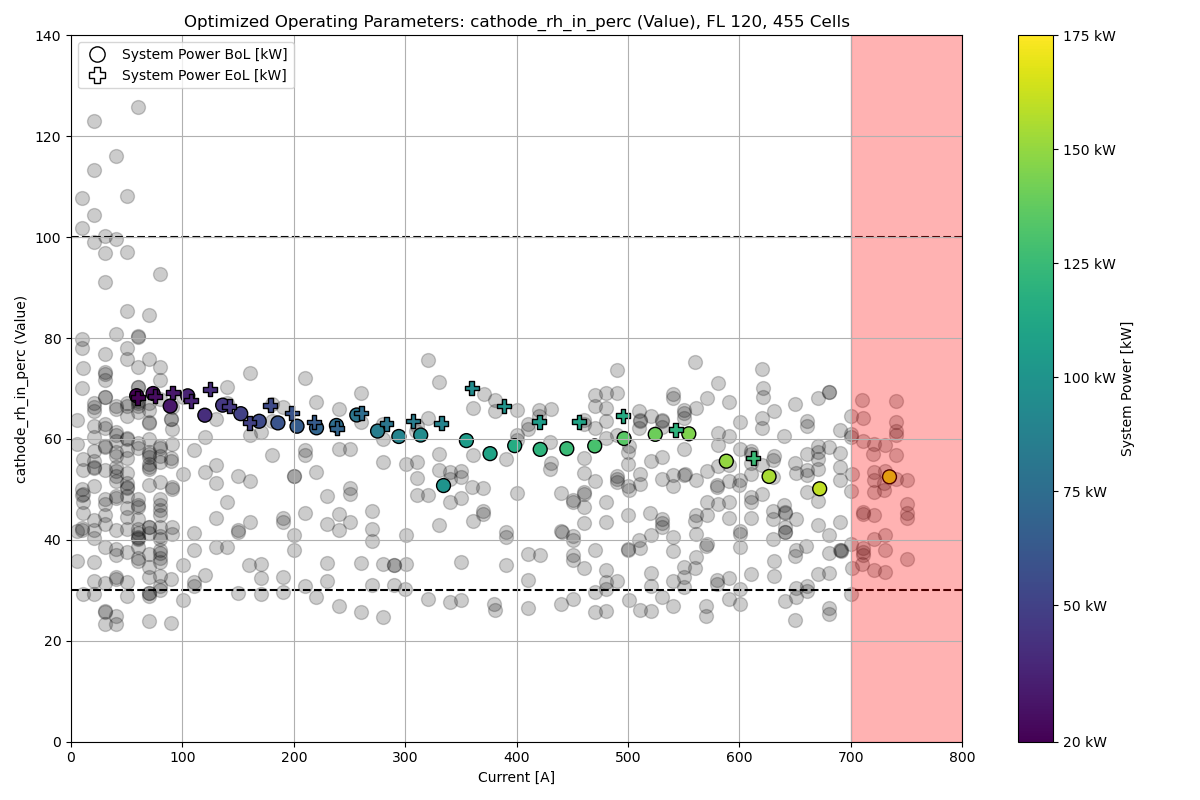 Optimized Operating Parameters: cathode_rh_in_perc (Value), FL 120, 455 Cells
System Power BoL [kW]
System Power EoL [kW]
140
120
100
80
60
40
20
0
cathode_rh_in_perc (Value)
0 100 200 300 400 500 600 700 800
Current [A]
175 kW
150 kW
125 kW
100 kW
75 kW
50 kW
20 kW
System Power [kW]